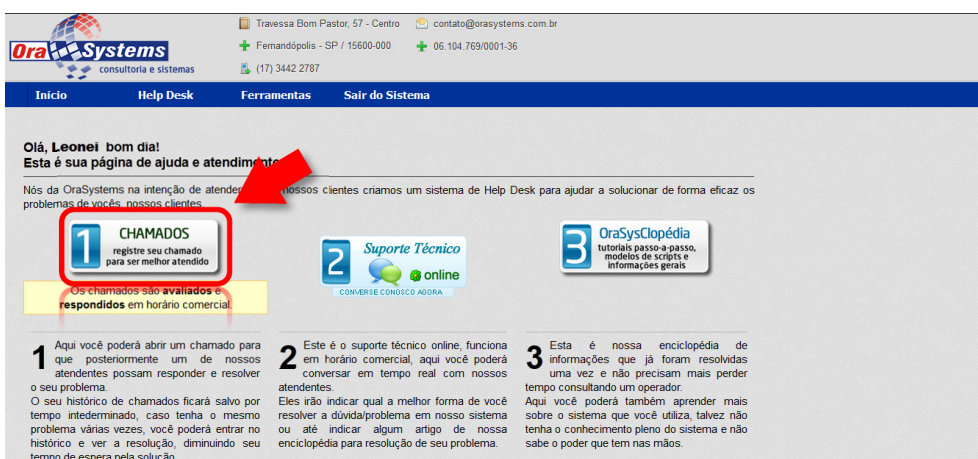 OraSystems
consultoria e sistemas
Travessa Bom Pastor, 57 - Centro
contato@orasystems.com.br
Fernandópolis - SP / 15600-000
06.104.769/0001-36
(17) 3442 2787
Início Help Desk Ferramentas Sair do Sistema
Olá, Leonei bom dia!
Esta é sua página de ajuda e atendimento
Nós da OraSystems na intenção de atender nossos clientes criamos um sistema de Help Desk para ajudar a solucionar de forma eficaz os
problemas de vocês, nossos clientes.
1
CHAMADOS
registre seu chamado
para ser melhor atendido
Os chamados são avaliados e
respondidos em horário comercial.
2
Suporte Técnico
online
CONVERSE CONOSCO AGORA
3
OraSysClopédia
tutoriais passo-a-passo,
modelos de scripts e
informações gerais
1 Aqui você poderá abrir um chamado para
que posteriormente um de nossos
atendentes possam responder e resolver
o seu problema.
O seu histórico de chamados ficará salvo por
tempo intederminado, caso tenha o mesmo
problema várias vezes, você poderá entrar no
histórico e ver a resolução, diminuindo seu
tempo de espera pela solução.
2 Este é o suporte técnico online, funciona
em horário comercial, aqui você poderá
conversar em tempo real com nossos
atendentes.
Eles irão indicar qual a melhor forma de você
resolver a dúvida/problema em nosso sistema
ou até indicar algum artigo de nossa
enciclopédia para resolução de seu problema.
3 Esta é nossa enciclopédia de
informações que já foram resolvidas
uma vez e não precisam mais perder
tempo consultando um operador.
Aqui você poderá também aprender mais
sobre o sistema que você utiliza, talvez não
tenha o conhecimento pleno do sistema e não
sabe o poder que tem nas mãos.